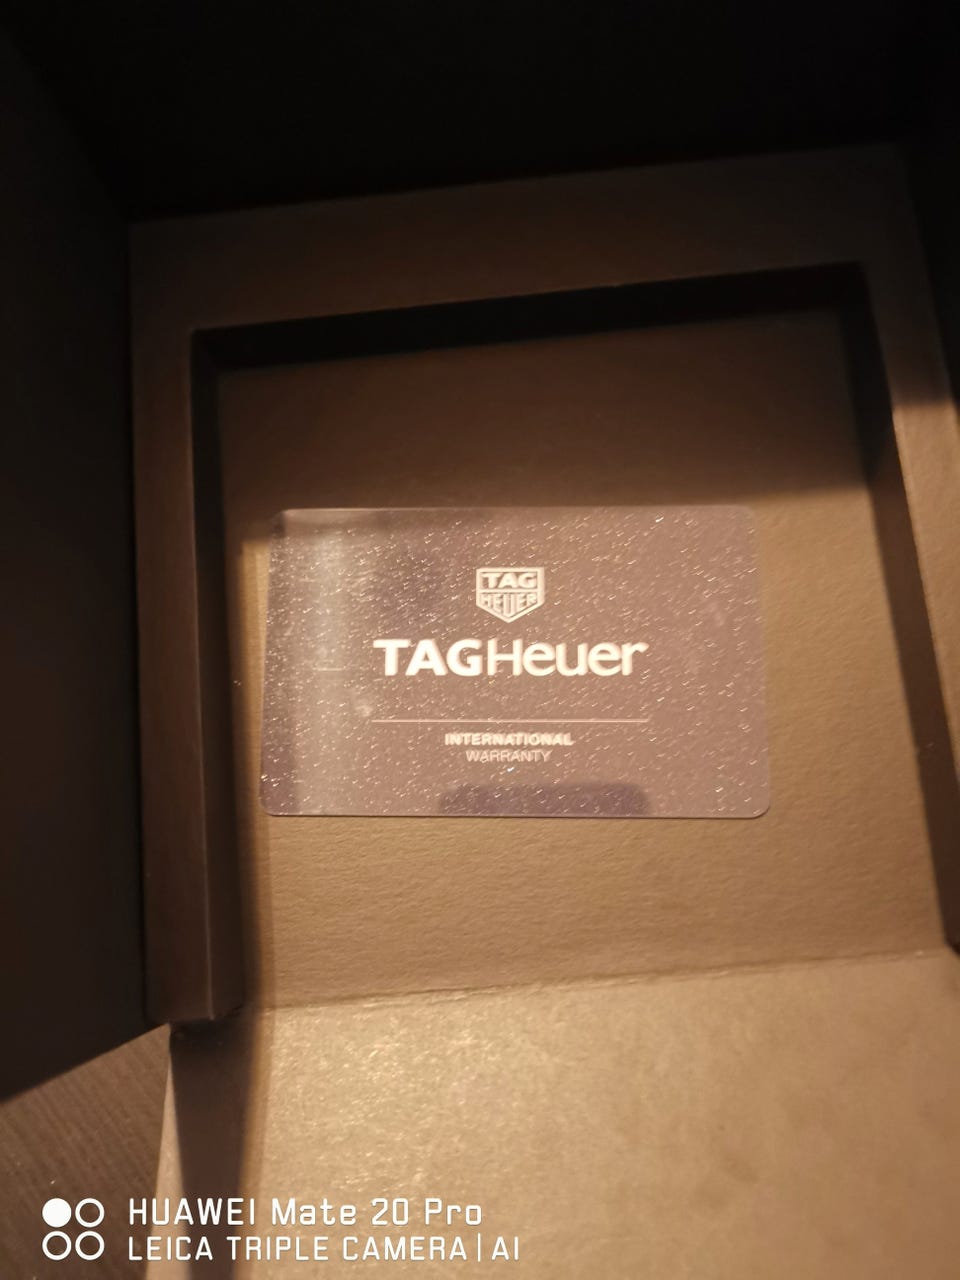 TAG
HEUER
TAGHeuer
INTERNATIONAL
WARRANTY
HUAWEI Mate 20 Pro
LEICA TRIPLE CAMERA | AI